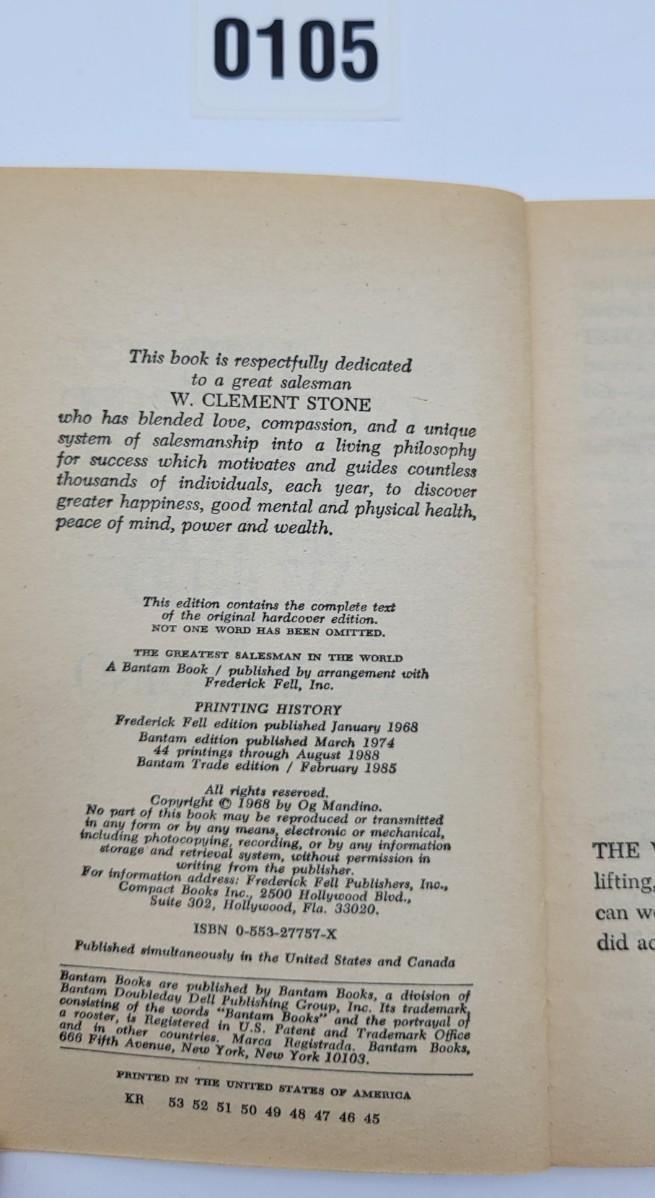 0105
This book is respectfully dedicated
to a great salesman
W. CLEMENT STONE
who has blended love, compassion, and a unique
system of salesmanship into a living philosophy
for success which motivates and guides countless
thousands of individuals, each year, to discover
greater happiness, good mental and physical health,
peace of mind, power and wealth.
This edition contains the complete text
of the original hardcover edition.
NOT ONE WORD HAS BEEN OMITTED.
THE GREATEST SALESMAN IN THE WORLD
A Bantam Book / published by arrangement with
Frederick Fell, Inc.
PRINTING HISTORY
Frederick Fell edition published January 1968
Bantam edition published March 1974
44 printings through August 1988
Bantam Trade edition / February 1985
All rights reserved.
Copyright © 1968 by Og Mandino.
No part of this book may be reproduced or transmitted
in any form or by any means, electronic or mechanical,
including photocopying, recording, or by any information
storage and retrieval system, without permission in
writing from the publisher.
For information address: Frederick Fell Publishers, Inc.,
Compact Books Inc., 2500 Hollywood Blvd.,
Suite 302, Hollywood, Fla. 33020.
ISBN 0-553-27757-X
Published simultaneously in the United States and Canada
Bantam Books are published by Bantam Books, a division of
Bantam Doubleday Dell Publishing Group, Inc. Its trademark,
consisting of the words "Bantam Books" and the portrayal of
a rooster, is Registered in U.S. Patent and Trademark Office
and in other countries. Marca Registrada. Bantam Books,
666 Fifth Avenue, New York, New York 10103.
PRINTED IN THE UNITED STATES OF AMERICA
KR 53 52 51 50 49 48 47 46 45
THE
lifting,
can
did